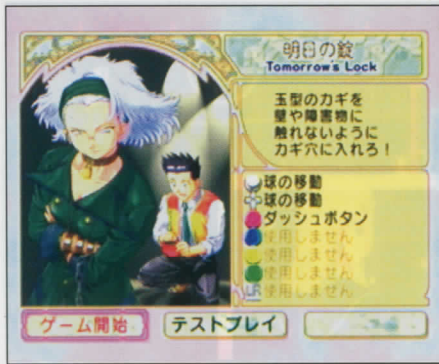 明日の錠
Tomorrow's Lock
玉型のカギを
壁や障害物に
触れないように
カギ穴に入れろ！
球の移動
球の移動
ダッシュボタン
使用しません
使用しません
使用しません
LR 使用しません
ゲーム開始
テストプレイ